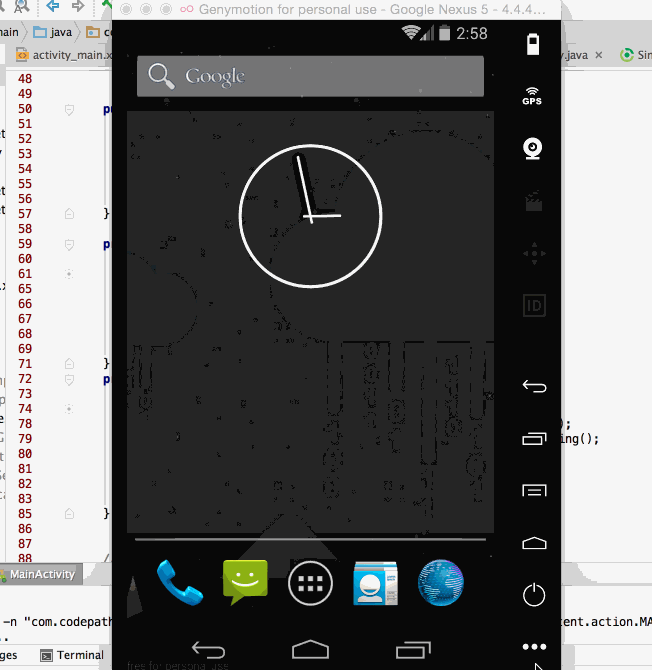 Genymotion for personal use - Google Nexus 5 - 4.4.4...
main
java
activity_main.x
y.java
Sin
2:58
Google
GPS
ID
48
49
50
51
52
53
54
55
56
57 }
58
59
60
61
65
66
67
68
71 }
72
73
74
78 );
79 ing();
80
81
82
83
85 }
86
87
88 /
MainActivity
-n "com.codepath
tent.action.MA
ges
Terminal
free for personal use